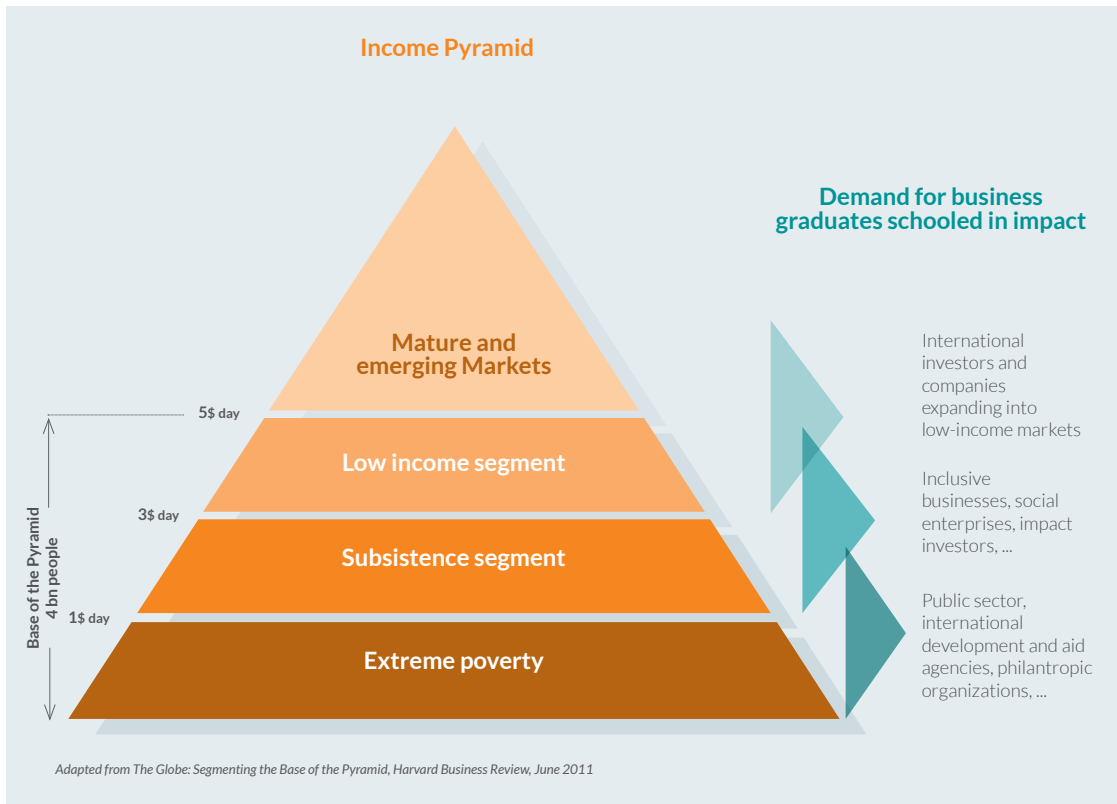 Income Pyramid
Demand for business
graduates schooled in impact
Mature and
emerging Markets
5$ day
Low income segment
3$ day
Subsistence segment
1$ day
Extreme poverty
Base of the Pyramid
4 bn people
International
investors and
companies
expanding into
low-income markets
Inclusive
businesses, social
enterprises, impact
investors, ...
Public sector,
international
development and aid
agencies, philantropic
organizations, ...
Adapted from The Globe: Segmenting the Base of the Pyramid, Harvard Business Review, June 2011